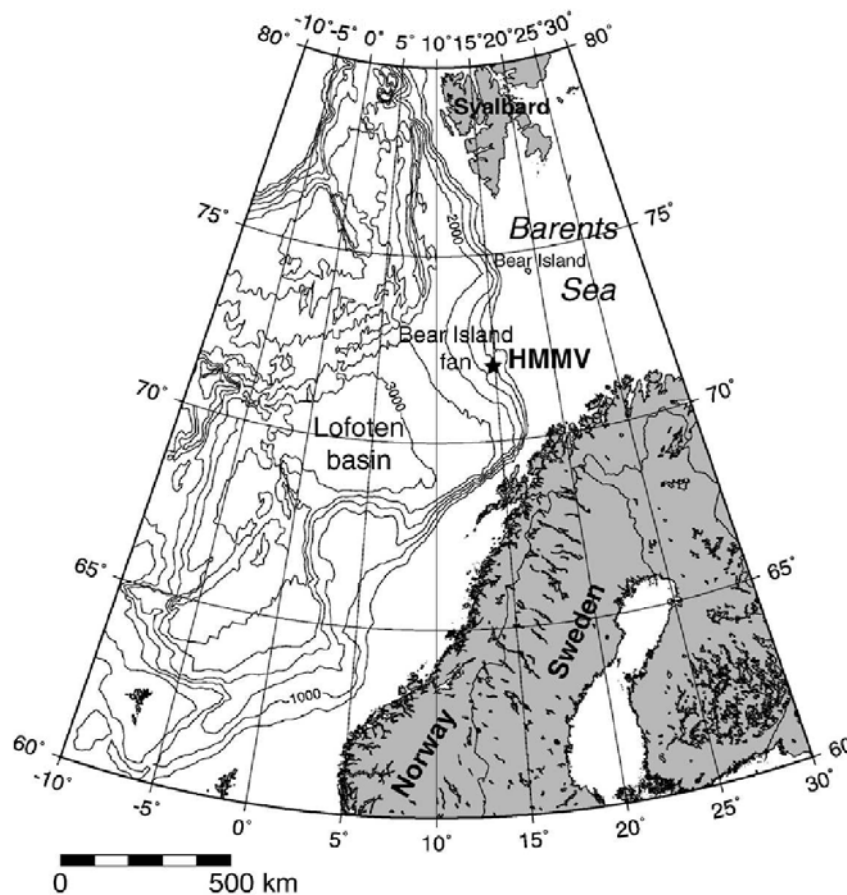 -10° -5° 0° 5° 10° 15° 20° 25° 30°
80° 80°
Svalbard
75° 75°
2000
Barents
Bear Island
Sea
Bear Island
fan HMMV
70° 70°
3000
Lofoten
basin
65° 65°
Sweden
1000
Norway
60° 60
-10° 30°
-5° 25°
0° 20°
5° 10° 15°
0 500 km